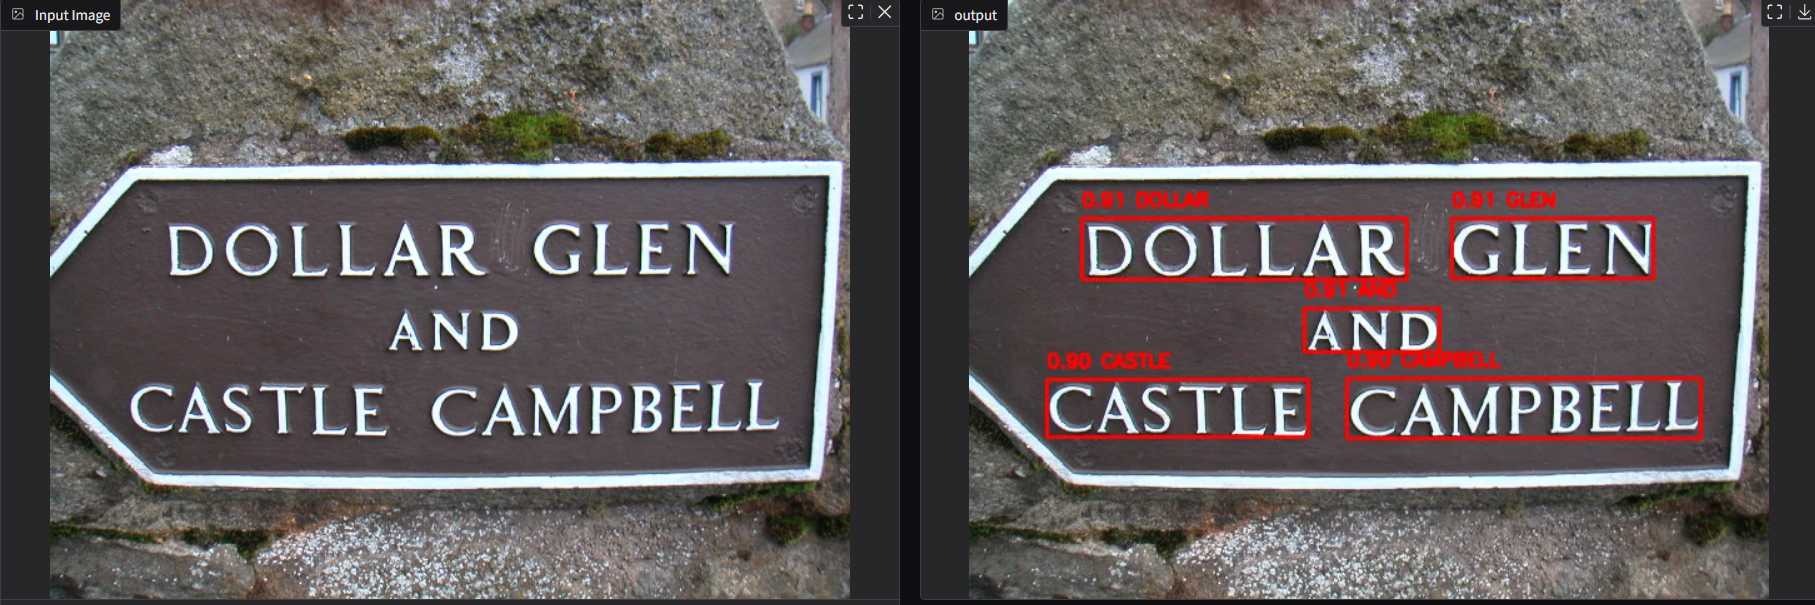 Input Image
output
DOLLAR GLEN
AND
CASTLE CAMPBELL
0.91 DOLLAR 0.91 GLEN
DOLLAR GLEN
0.91 AND
AND
0.90 CASTLE 0.90 CAMPBELL
CASTLE CAMPBELL